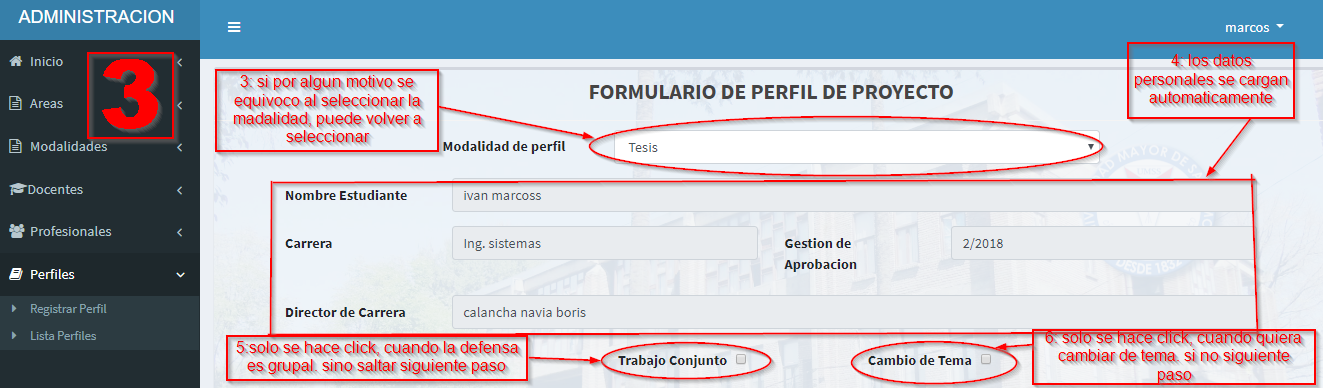 ADMINISTRACION
marcos
Inicio
3
Areas
Modalidades
Docentes
Profesionales
Perfiles
Registrar Perfil
Lista Perfiles
3: si por algun motivo se
equivoco al seleccionar la
madalidad, puede volver a
seleccionar
FORMULARIO DE PERFIL DE PROYECTO
4: los datos
personales se cargan
automaticamente
Modalidad de perfil
Tesis
Nombre Estudiante
ivan marcoss
Carrera
Ing. sistemas
Gestion de
Aprobacion
2/2018
DESDE 1832
Director de Carrera
calancha navia boris
5:solo se hace click, cuando la defensa
es grupal. sino saltar siguiente paso
Trabajo Conjunto
Cambio de Tema
6: solo se hace click, cuando quiera
cambiar de tema. si no siguiente
paso